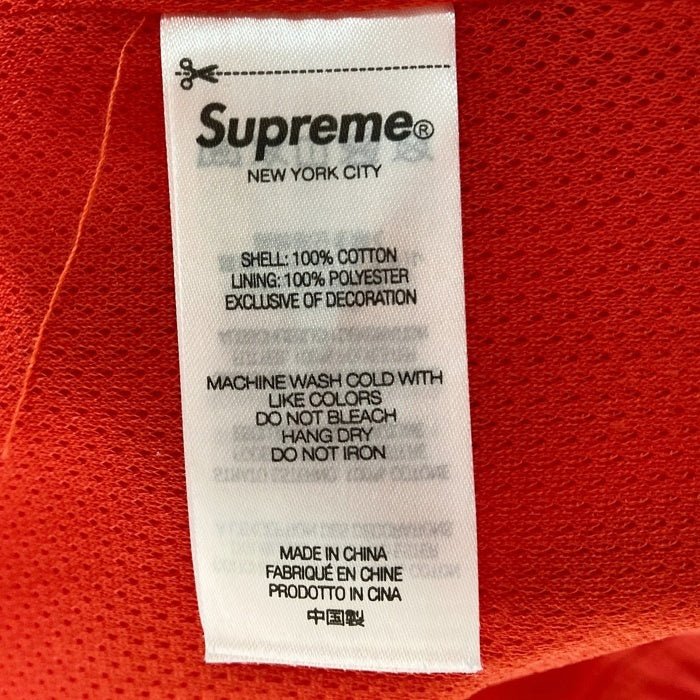 Supreme®
NEW YORK CITY
SHELL: 100% COTTON
LINING: 100% POLYESTER
EXCLUSIVE OF DECORATION
MACHINE WASH COLD WITH
LIKE COLORS
DO NOT BLEACH
HANG DRY
DO NOT IRON
MADE IN CHINA
FABRIQUÉ EN CHINE
PRODOTTO IN CINA
中国製